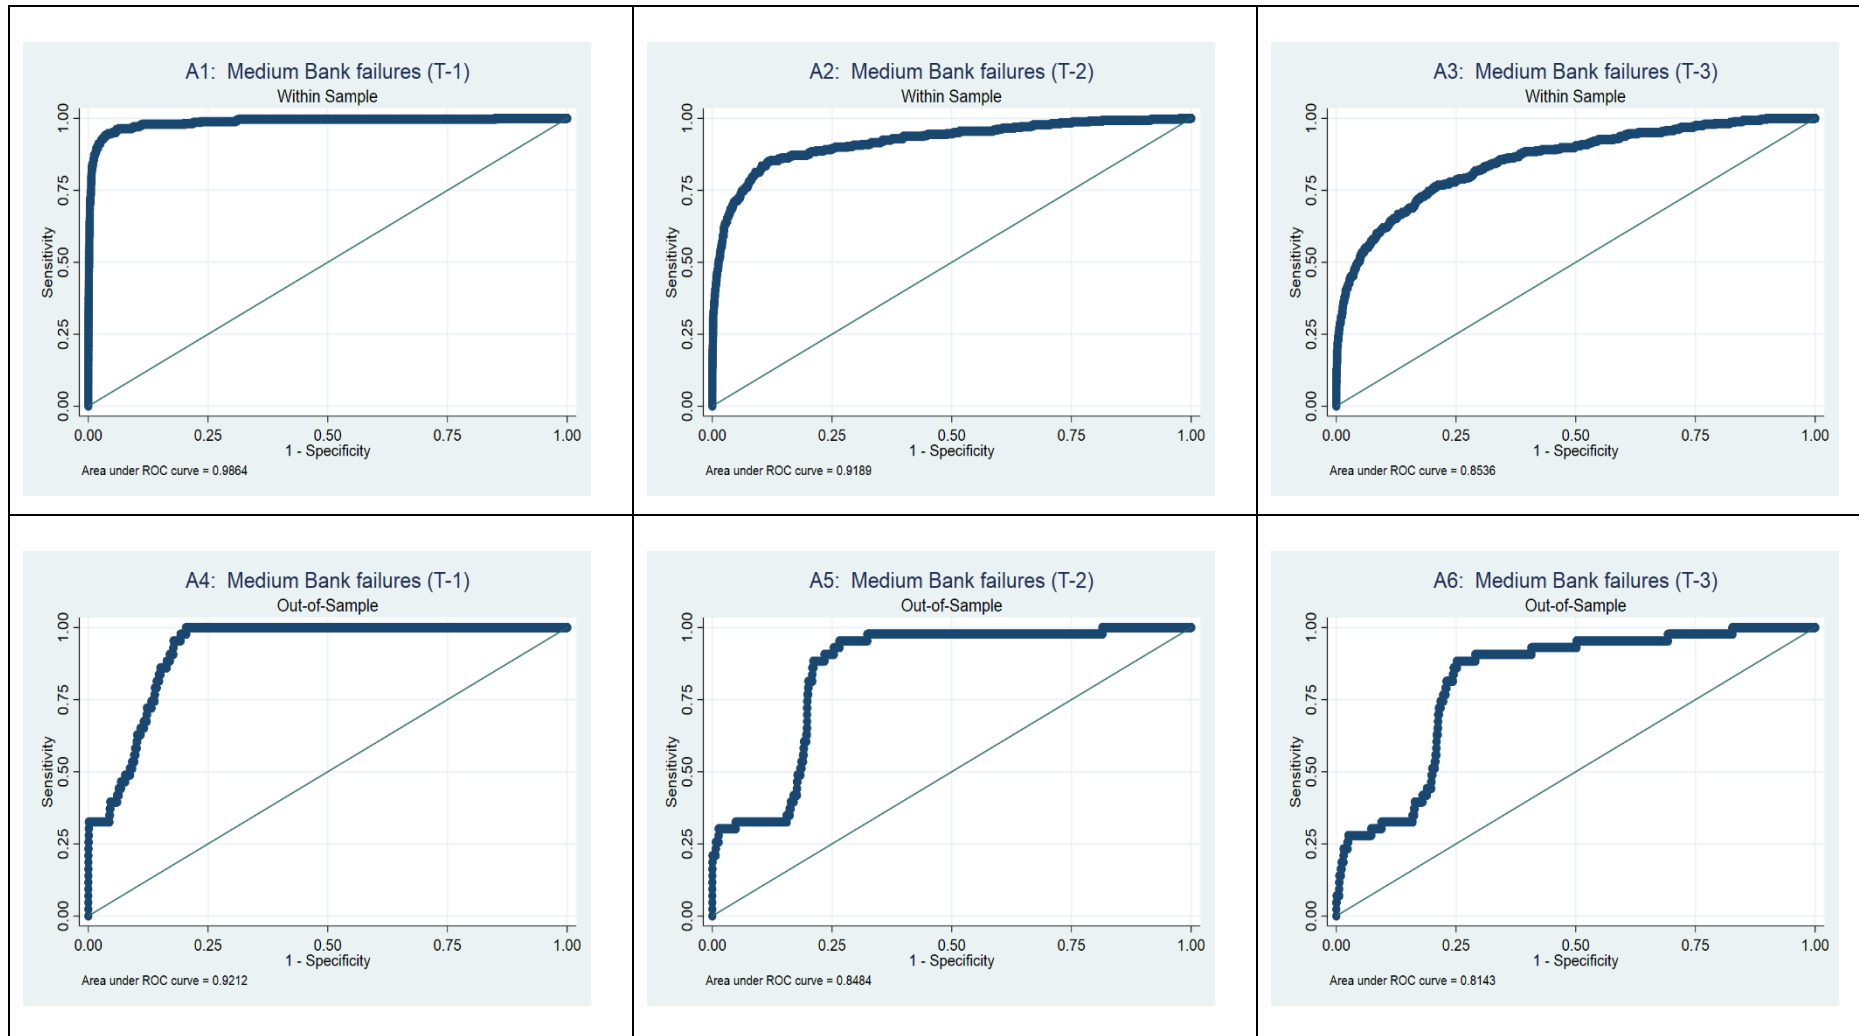 A1: Medium Bank failures (T-1)
Within Sample
Sensitivity
0.00 0.25 0.50 0.75 1.00
0.00 0.25 0.50 0.75 1.00
1 - Specificity
Area under ROC curve = 0.9864
A2: Medium Bank failures (T-2)
Within Sample
Sensitivity
0.00 0.25 0.50 0.75 1.00
0.00 0.25 0.50 0.75 1.00
1 - Specificity
Area under ROC curve = 0.9189
A3: Medium Bank failures (T-3)
Within Sample
Sensitivity
0.00 0.25 0.50 0.75 1.00
0.00 0.25 0.50 0.75 1.00
1 - Specificity
Area under ROC curve = 0.8536
A4: Medium Bank failures (T-1)
Out-of-Sample
Sensitivity
0.00 0.25 0.50 0.75 1.00
0.00 0.25 0.50 0.75 1.00
1 - Specificity
Area under ROC curve = 0.9212
A5: Medium Bank failures (T-2)
Out-of-Sample
Sensitivity
0.00 0.25 0.50 0.75 1.00
0.00 0.25 0.50 0.75 1.00
1 - Specificity
Area under ROC curve = 0.8484
A6: Medium Bank failures (T-3)
Out-of-Sample
Sensitivity
0.00 0.25 0.50 0.75 1.00
0.00 0.25 0.50 0.75 1.00
1 - Specificity
Area under ROC curve = 0.8143